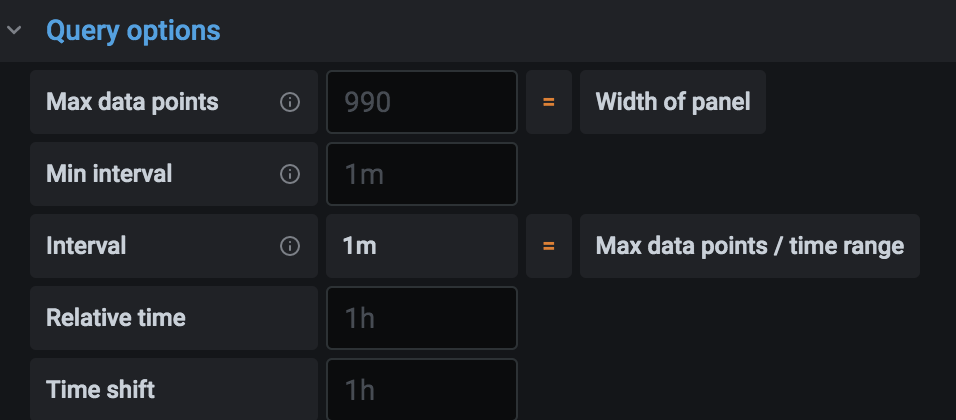 Query options
Max data points 990 = Width of panel
Min interval 1m
Interval 1m = Max data points / time range
Relative time 1h
Time shift 1h